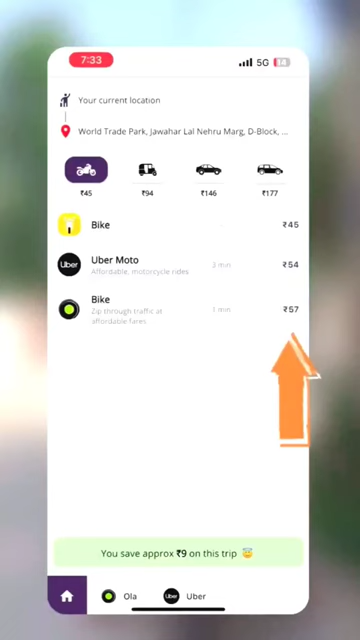 7:33
5G 14
Your current location
World Trade Park, Jawahar Lal Nehru Marg, D-Block, ...
₹45 ₹94 ₹146 ₹177
Bike ₹45
Uber Uber Moto 3 min ₹54
Affordable, motorcycle rides
Bike 1 min ₹57
Zip through traffic at
affordable fares
You save approx ₹9 on this trip 😇
Ola Uber Uber